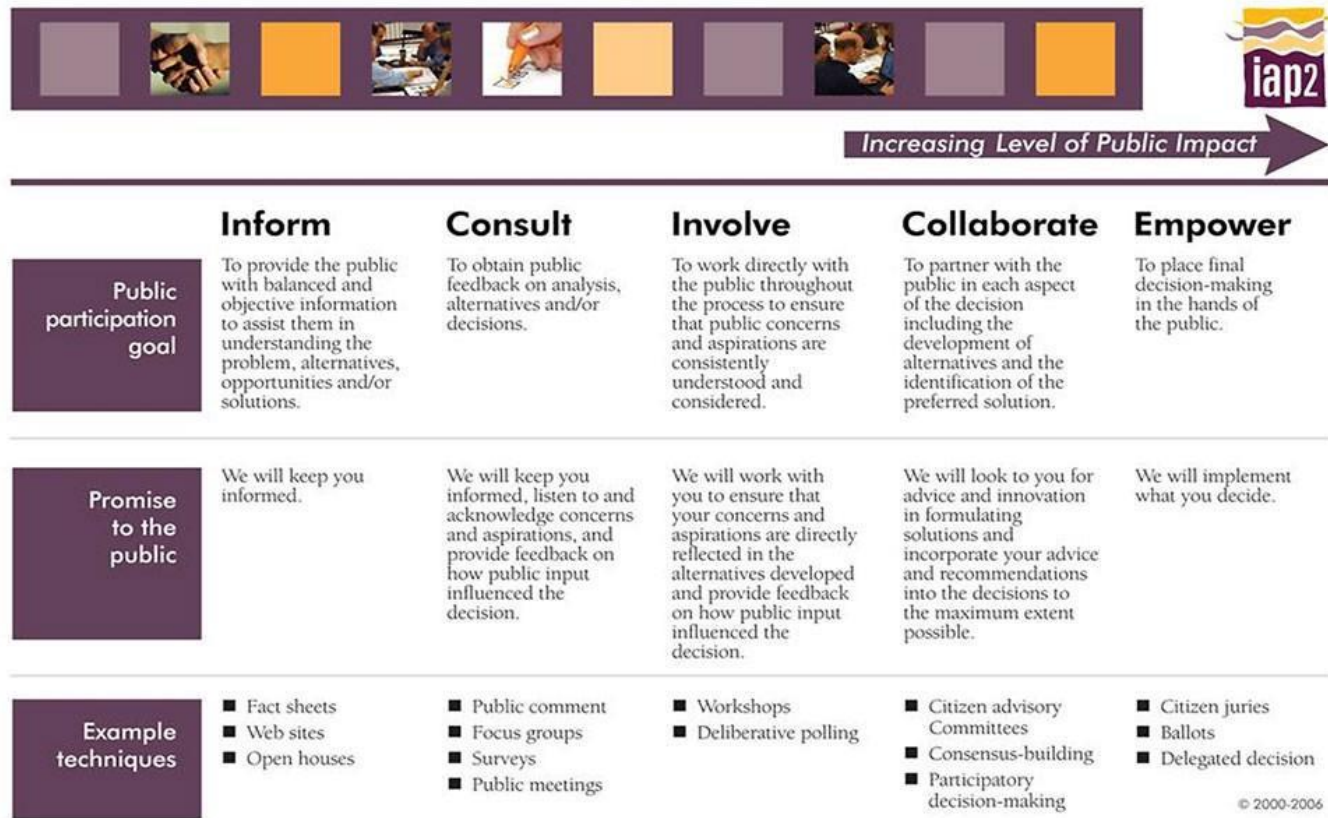 iap2
Increasing Level of Public Impact
Inform
Consult
Involve
Collaborate
Empower
Public
participation
goal
To provide the public
with balanced and
objective information
to assist them in
understanding the
problem, alternatives,
opportunities and/or
solutions.
To obtain public
feedback on analysis,
alternatives and/or
decisions.
To work directly with
the public throughout
the process to ensure
that public concerns
and aspirations are
consistently
understood and
considered.
To partner with the
public in each aspect
of the decision
including the
development of
alternatives and the
identification of the
preferred solution.
To place final
decision-making
in the hands of
the public.
Promise
to the
public
We will keep you
informed.
We will keep you
informed, listen to and
acknowledge concerns
and aspirations, and
provide feedback on
how public input
influenced the
decision.
We will work with
you to ensure that
your concerns and
aspirations are directly
reflected in the
alternatives developed
and provide feedback
on how public input
influenced the
decision.
We will look to you for
advice and innovation
in formulating
solutions and
incorporate your advice
and recommendations
into the decisions to
the maximum extent
possible.
We will implement
what you decide.
Example
techniques
■ Fact sheets
■ Web sites
■ Open houses
■ Public comment
■ Focus groups
■ Surveys
■ Public meetings
■ Workshops
■ Deliberative polling
■ Citizen advisory
Committees
■ Consensus-building
■ Participatory
decision-making
■ Citizen juries
■ Ballots
■ Delegated decision
© 2000-2006